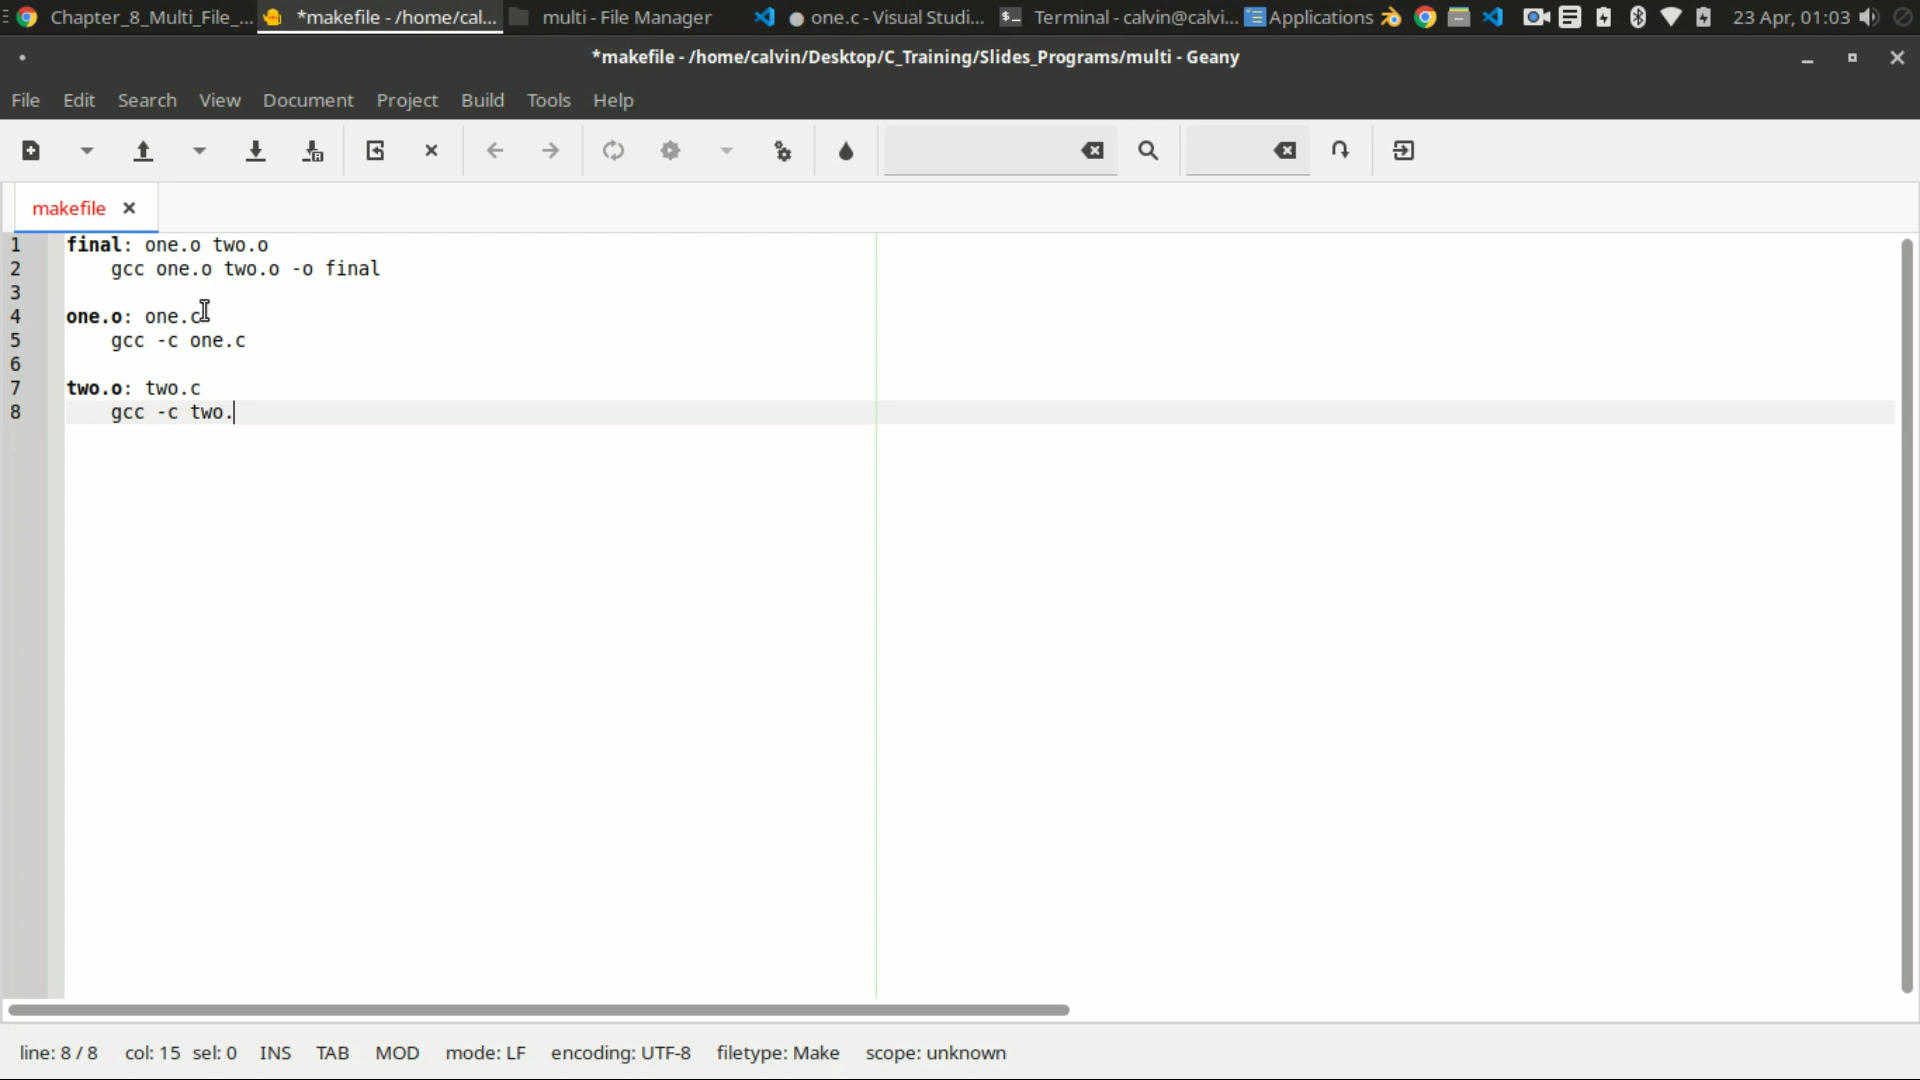 Chapter_8_Multi_File_... *makefile - /home/cal... multi - File Manager ● one.c - Visual Studi... Terminal - calvin@calvi... Applications 23 Apr, 01:03
*makefile - /home/calvin/Desktop/C_Training/Slides_Programs/multi - Geany
File Edit Search View Document Project Build Tools Help
makefile
1 final: one.o two.o
2 gcc one.o two.o -o final
3
4 one.o: one.c
5 gcc -c one.c
6
7 two.o: two.c
8 gcc -c two.
line: 8 / 8 col: 15 sel: 0 INS TAB MOD mode: LF encoding: UTF-8 filetype: Make scope: unknown